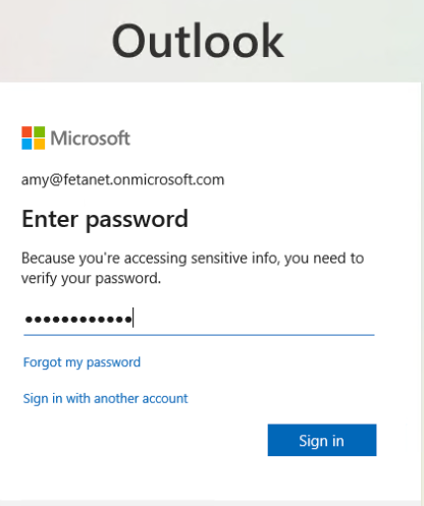 Outlook
Microsoft
amy@fetanet.onmicrosoft.com
Enter password
Because you're accessing sensitive info, you need to
verify your password.
••••••••••••
Forgot my password
Sign in with another account
Sign in